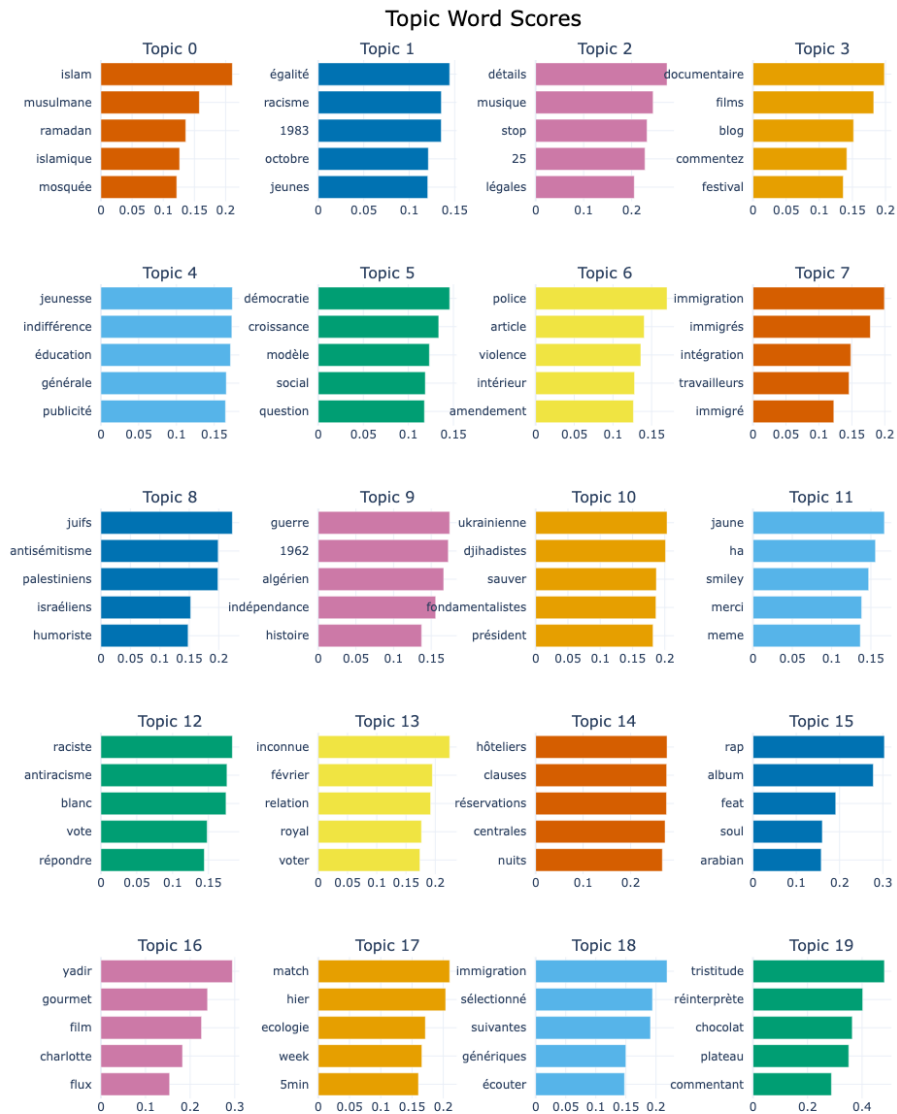 Topic Word Scores
Topic 0
islam
musulmane
ramadan
islamique
mosquée
0 0.05 0.1 0.15 0.2
Topic 1
égalité
racisme
1983
octobre
jeunes
0 0.05 0.1 0.15
Topic 2
détails
musique
stop
25
légales
0 0.1 0.2
Topic 3
documentaire
films
blog
commentez
festival
0 0.05 0.1 0.15 0.2
Topic 4
jeunesse
indifférence
éducation
générale
publicité
0 0.05 0.1 0.15
Topic 5
démocratie
croissance
modèle
social
question
0 0.05 0.1 0.15
Topic 6
police
article
violence
intérieur
amendement
0 0.05 0.1 0.15
Topic 7
immigration
immigrés
intégration
travailleurs
immigré
0 0.05 0.1 0.15 0.2
Topic 8
juifs
antisémitisme
palestiniens
israéliens
humoriste
0 0.05 0.1 0.15 0.2
Topic 9
guerre
1962
algérien
indépendance
histoire
0 0.05 0.1 0.15
Topic 10
ukrainienne
djihadistes
sauver
fondamentalistes
président
0 0.05 0.1 0.15 0.2
Topic 11
jaune
ha
smiley
merci
meme
0 0.05 0.1 0.15
Topic 12
raciste
antiracisme
blanc
vote
répondre
0 0.05 0.1 0.15
Topic 13
inconnue
février
relation
royal
voter
0 0.05 0.1 0.15 0.2
Topic 14
hôteliers
clauses
réservations
centrales
nuits
0 0.1 0.2
Topic 15
rap
album
feat
soul
arabian
0 0.1 0.2 0.3
Topic 16
yadir
gourmet
film
charlotte
flux
0 0.1 0.2 0.3
Topic 17
match
hier
ecologie
week
5min
0 0.05 0.1 0.15 0.2
Topic 18
immigration
sélectionné
suivantes
génériques
écouter
0 0.05 0.1 0.15 0.2
Topic 19
tristitude
réinterprète
chocolat
plateau
commentant
0 0.2 0.4